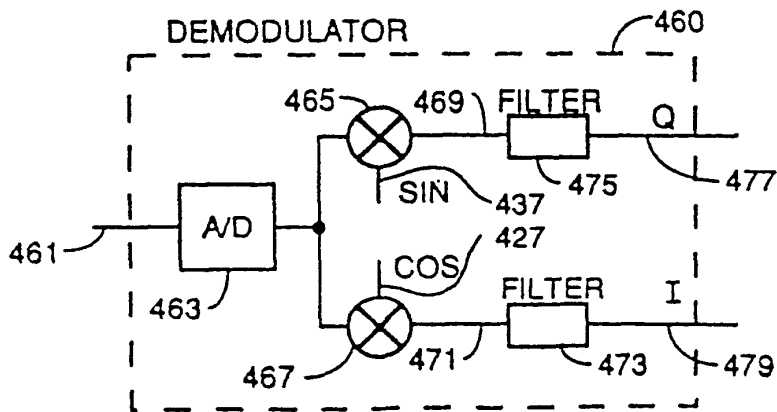 DEMODULATOR
460
465
469
FILTER
Q
SIN
437
475
477
461
A/D
463
COS
427
FILTER
I
467
471
473
479